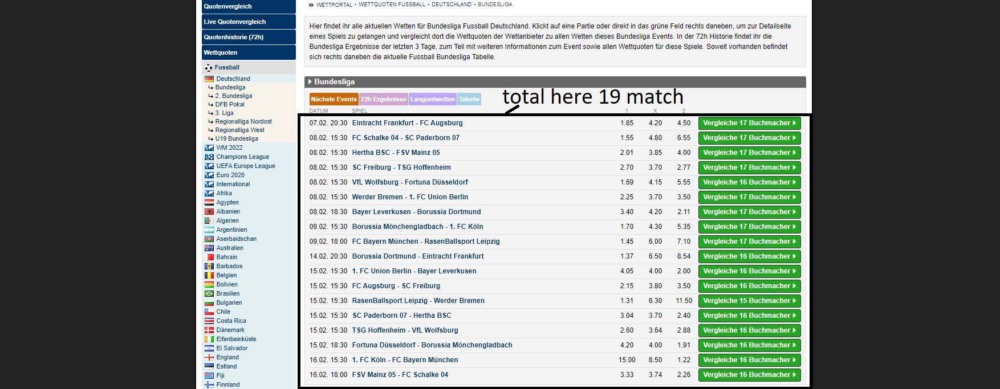 Quotenvergleich
Live Quotenvergleich
Quotenhistorie (72h)
Wettquoten
Fussball
Deutschland
Bundesliga
2. Bundesliga
DFB Pokal
3. Liga
Regionalliga Nordost
Regionalliga West
U19 Bundesliga
WM 2022
Champions League
UEFA Europe League
Euro 2020
International
Afrika
Agypten
Albanien
Algerien
Argentinien
Aserbaidschan
Australien
Bahrain
Barbados
Belgien
Bolivien
Brasilien
Bulgarien
Chile
Costa Rica
Dänemark
Elfenbeinküste
El Salvador
England
Estland
Fiji
Finnland
WETTPORTAL • WETTQUOTEN FUSSBALL • DEUTSCHLAND • BUNDESLIGA
Hier findet ihr alle aktuellen Wetten für Bundesliga Fussball Deutschland. Klickt auf eine Partie oder direkt in das grüne Feld rechts daneben, um zur Detailseite
eines Spiels zu gelangen und vergleicht dort die Wettquoten der Wettanbieter zu allen Wetten dieses Bundesliga Events. In der 72h Historie findet ihr die
Bundesliga Ergebnisse der letzten 3 Tage, zum Teil mit weiteren Informationen zum Event sowie allen Wettquoten für diese Spiele. Soweit vorhanden befindet
sich rechts daneben die aktuelle Fussball Bundesliga Tabelle.
Bundesliga
total here 19 match
Nächste Events 72h Ergebnisse Langzeitwetten Tabelle
DATUM SPIEL 1 X 2
07.02. 20:30 Eintracht Frankfurt - FC Augsburg 1.85 4.20 4.50 Vergleiche 17 Buchmacher
08.02. 15:30 FC Schalke 04 - SC Paderborn 07 1.55 4.80 6.55 Vergleiche 17 Buchmacher
08.02. 15:30 Hertha BSC - FSV Mainz 05 2.01 3.85 4.00 Vergleiche 17 Buchmacher
08.02. 15:30 SC Freiburg - TSG Hoffenheim 2.70 3.70 2.77 Vergleiche 17 Buchmacher
08.02. 15:30 VfL Wolfsburg - Fortuna Düsseldorf 1.69 4.15 5.55 Vergleiche 16 Buchmacher
08.02. 15:30 Werder Bremen - 1. FC Union Berlin 2.25 3.70 3.50 Vergleiche 17 Buchmacher
08.02. 18:30 Bayer Leverkusen - Borussia Dortmund 3.40 4.20 2.11 Vergleiche 17 Buchmacher
09.02. 15:30 Borussia Mönchengladbach - 1. FC Köln 1.70 4.30 5.35 Vergleiche 17 Buchmacher
09.02. 18:00 FC Bayern München - RasenBallsport Leipzig 1.45 6.00 7.10 Vergleiche 17 Buchmacher
14.02. 20:30 Borussia Dortmund - Eintracht Frankfurt 1.37 6.50 8.54 Vergleiche 16 Buchmacher
15.02. 15:30 1. FC Union Berlin - Bayer Leverkusen 4.05 4.00 2.00 Vergleiche 16 Buchmacher
15.02. 15:30 FC Augsburg - SC Freiburg 2.15 3.80 3.50 Vergleiche 16 Buchmacher
15.02. 15:30 RasenBallsport Leipzig - Werder Bremen 1.31 6.30 11.50 Vergleiche 15 Buchmacher
15.02. 15:30 SC Paderborn 07 - Hertha BSC 3.04 3.70 2.40 Vergleiche 16 Buchmacher
15.02. 15:30 TSG Hoffenheim - VfL Wolfsburg 2.60 3.64 2.88 Vergleiche 16 Buchmacher
15.02. 18:30 Fortuna Düsseldorf - Borussia Mönchengladbach 4.20 4.00 1.91 Vergleiche 16 Buchmacher
16.02. 15:30 1. FC Köln - FC Bayern München 15.00 8.50 1.22 Vergleiche 16 Buchmacher
16.02. 18:00 FSV Mainz 05 - FC Schalke 04 3.33 3.74 2.26 Vergleiche 16 Buchmacher